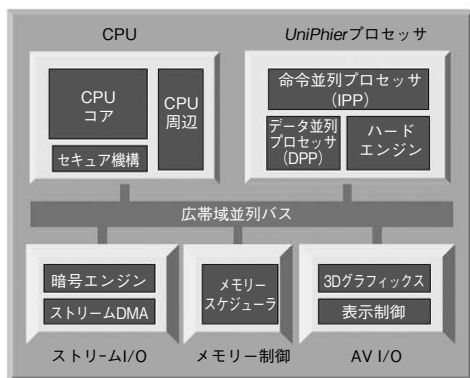 CPU
UniPhierプロセッサ
CPU
コア
CPU
周辺
セキュア機構
命令並列プロセッサ
(IPP)
データ並列
プロセッサ
(DPP)
ハード
エンジン
広帯域並列バス
暗号エンジン
ストリームDMA
メモリー
スケジューラ
3Dグラフィックス
表示制御
ストリームI/O
メモリー制御
AV I/O